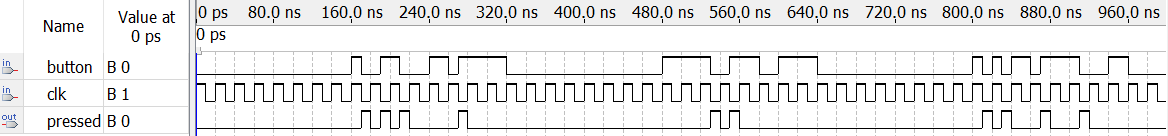 Name Value at 0 ps 0 ps 80.0 ns 160.0 ns 240.0 ns 320.0 ns 400.0 ns 480.0 ns 560.0 ns 640.0 ns 720.0 ns 800.0 ns 880.0 ns 960.0 ns
0 ps
in button B 0
in clk B 1
out pressed B 0